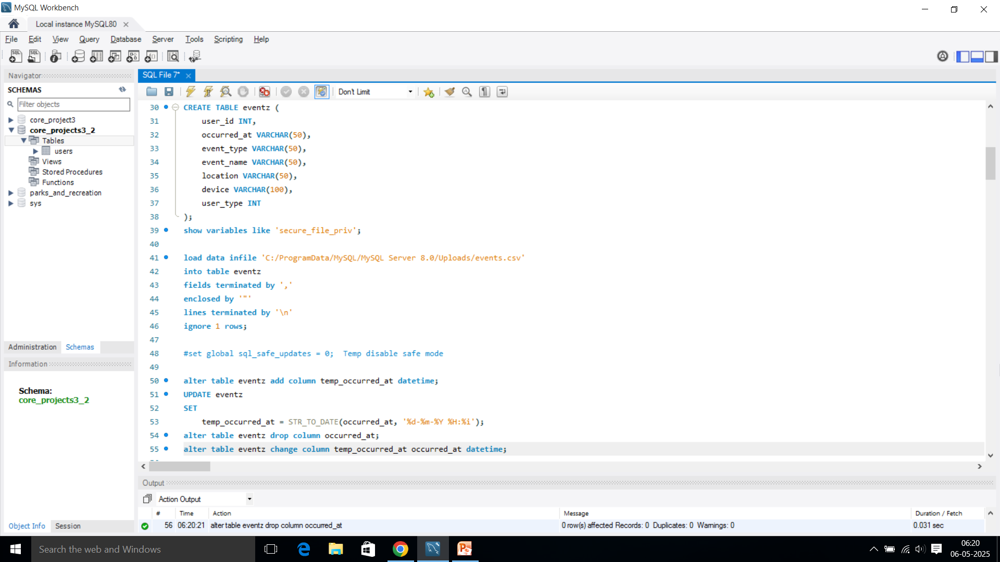 MySQL Workbench
Local instance MySQL80
File Edit View Query Database Server Tools Scripting Help
Navigator
SQL File 7*
SCHEMAS
Don't Limit
Filter objects
core_project3
core_projects3_2
Tables
users
Views
Stored Procedures
Functions
parks_and_recreation
sys
Administration Schemas
Information
Schema:
core_projects3_2
Object Info Session
30 CREATE TABLE eventz (
31 user_id INT,
32 occurred_at VARCHAR(50),
33 event_type VARCHAR(50),
34 event_name VARCHAR(50),
35 location VARCHAR(50),
36 device VARCHAR(100),
37 user_type INT
38 );
39 show variables like 'secure_file_priv';
40
41 load data infile 'C:/ProgramData/MySQL/MySQL Server 8.0/Uploads/events.csv'
42 into table eventz
43 fields terminated by ','
44 enclosed by '"'
45 lines terminated by '\n'
46 ignore 1 rows;
47
48 #set global sql_safe_updates = 0;  Temp disable safe mode
49
50 alter table eventz add column temp_occurred_at datetime;
51 UPDATE eventz
52 SET
53 temp_occurred_at = STR_TO_DATE(occurred_at, '%d-%m-%Y %H:%i');
54 alter table eventz drop column occurred_at;
55 alter table eventz change column temp_occurred_at occurred_at datetime;
Output
Action Output
# Time Action Message Duration / Fetch
56 06:20:21 alter table eventz drop column occurred_at 0 row(s) affected Records: 0  Duplicates: 0  Warnings: 0 0.031 sec
Search the web and Windows
06:20
06-05-2025